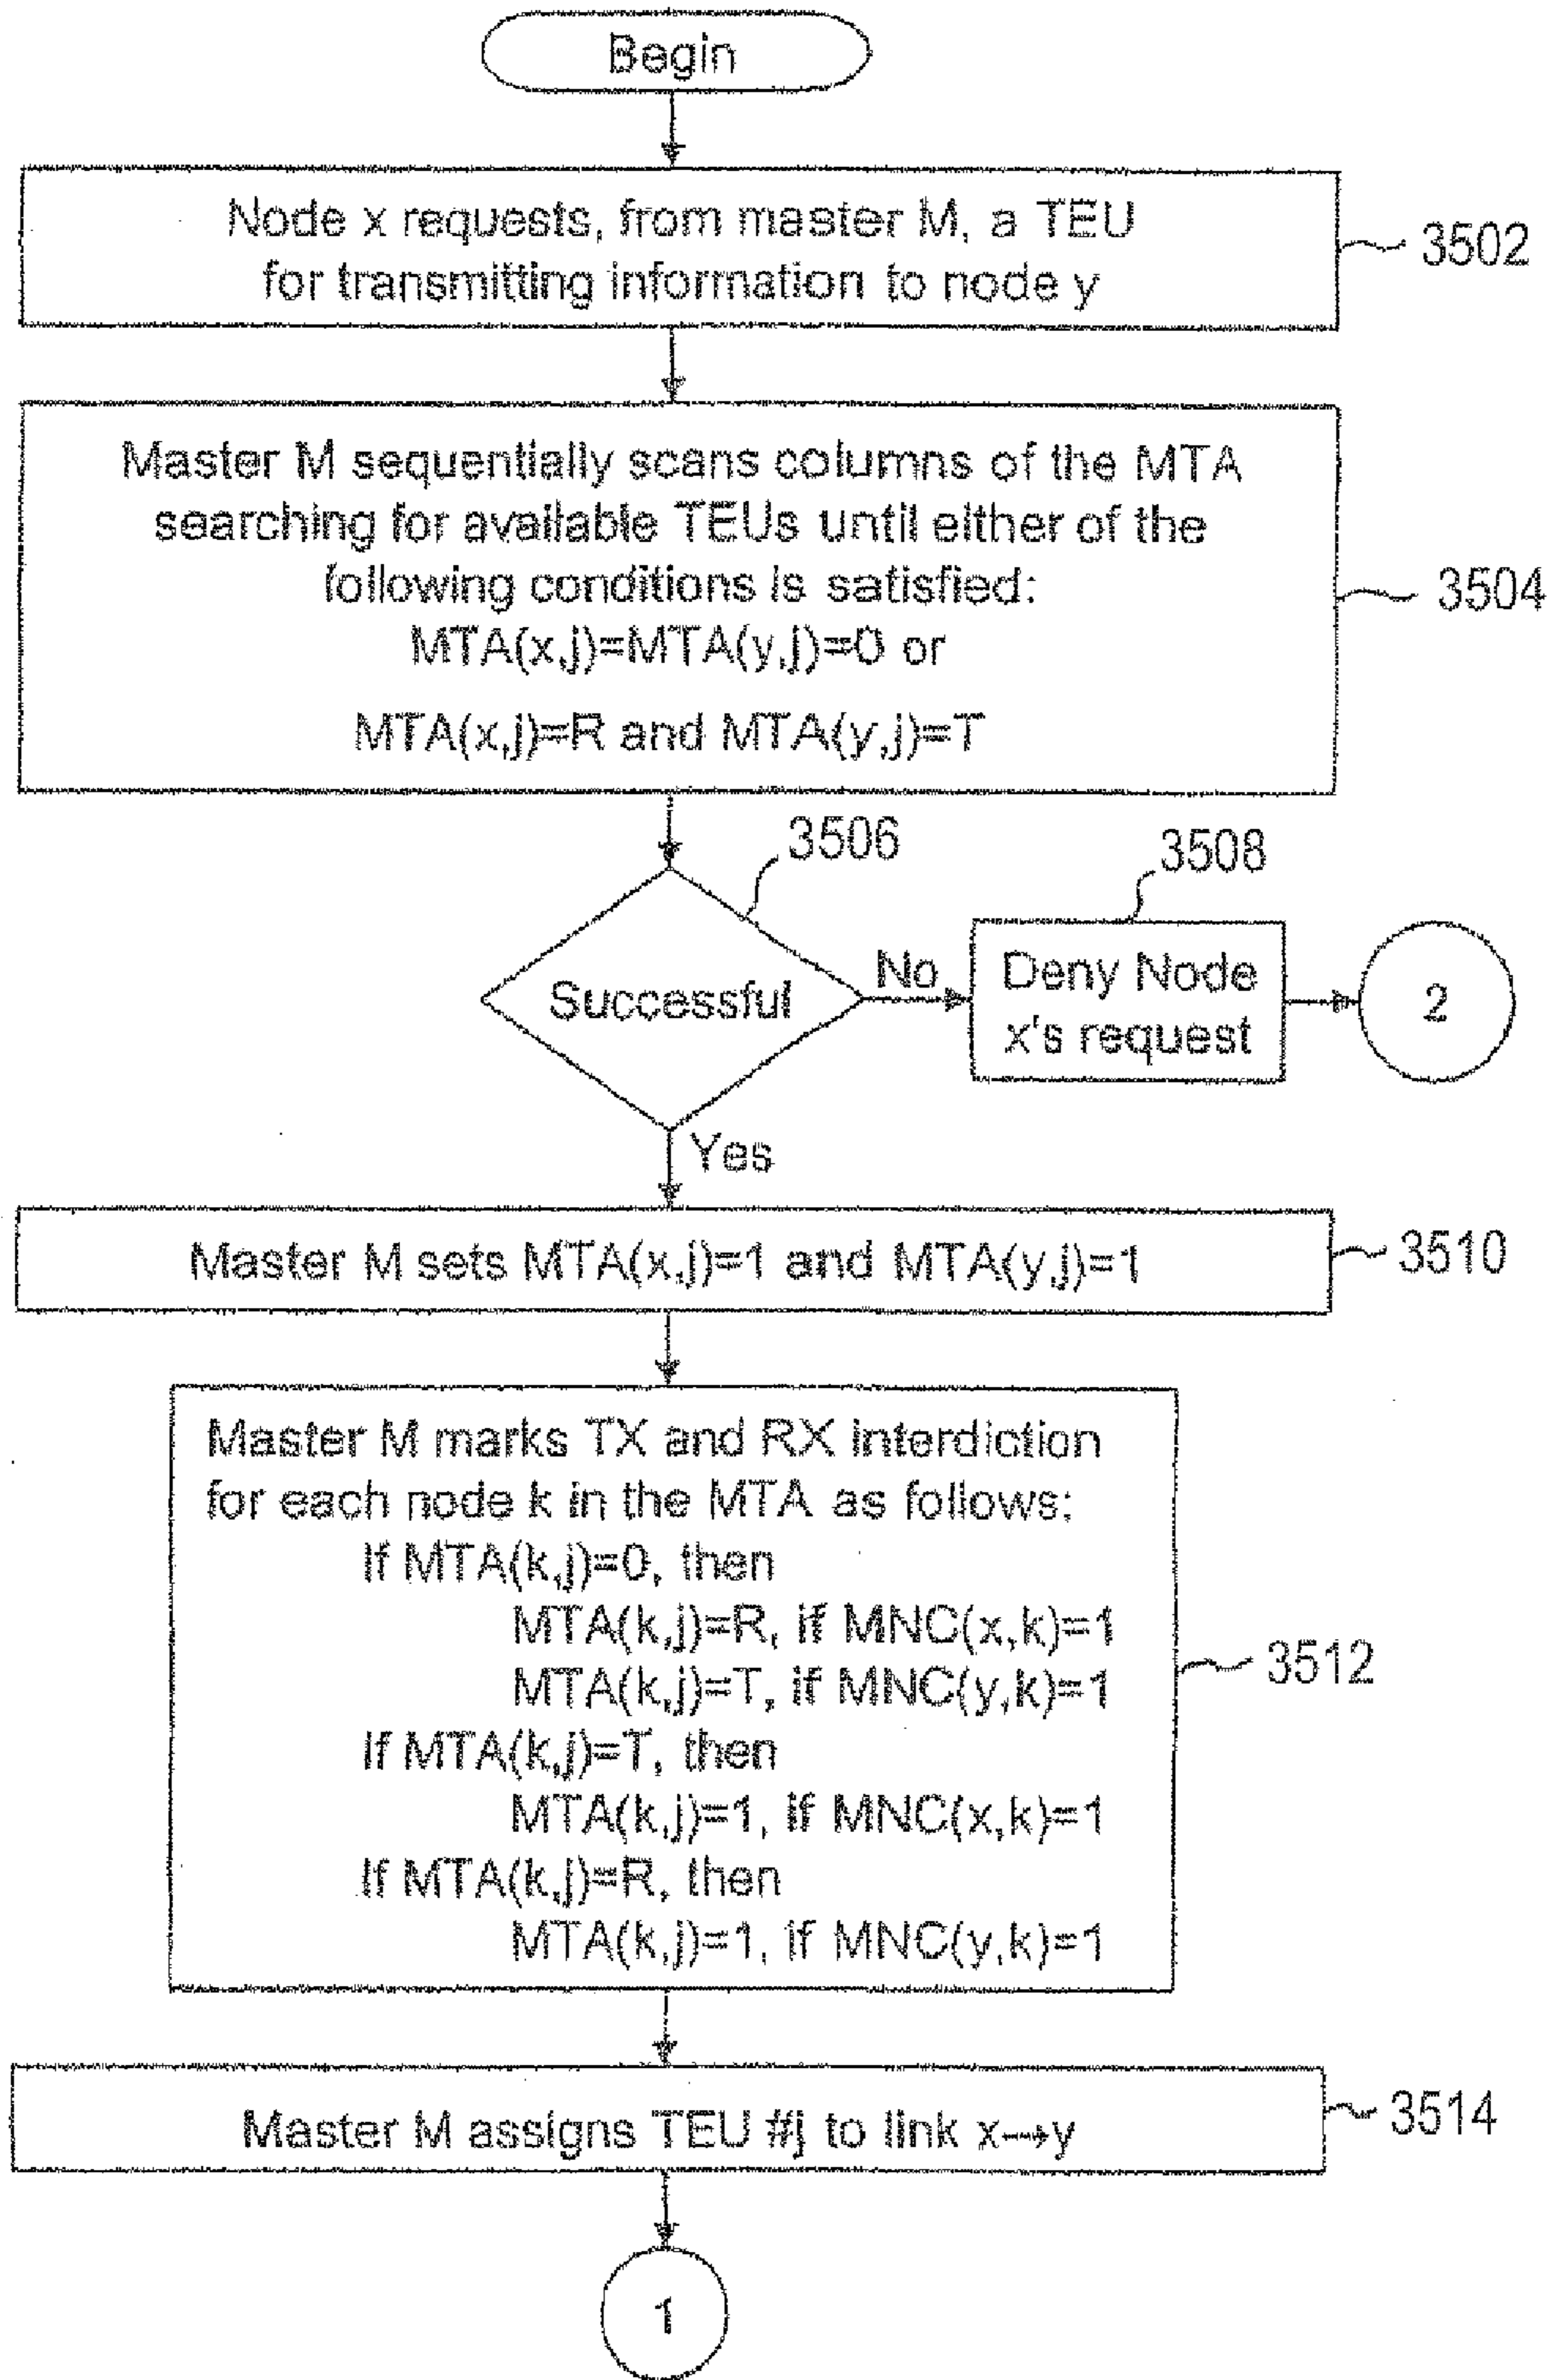 Begin
Node x requests, from master M, a TEU
for transmitting information to node y
3502
Master M sequentially scans columns of the MTA
searching for available TEUs until either of the
following conditions is satisfied:
MTA(x,j)=MTA(y,j)=0 or
MTA(x,j)=R and MTA(y,j)=T
3504
3506
3508
Successful
No
Deny Node
x's request
2
Yes
Master M sets MTA(x,j)=1 and MTA(y,j)=1
3510
Master M marks TX and RX interdiction
for each node k in the MTA as follows:
If MTA(k,j)=0, then
MTA(k,j)=R, if MNC(x,k)=1
MTA(k,j)=T, if MNC(y,k)=1
If MTA(k,j)=T, then
MTA(k,j)=1, if MNC(x,k)=1
If MTA(k,j)=R, then
MTA(k,j)=1, if MNC(y,k)=1
3512
Master M assigns TEU #j to link x→y
3514
1